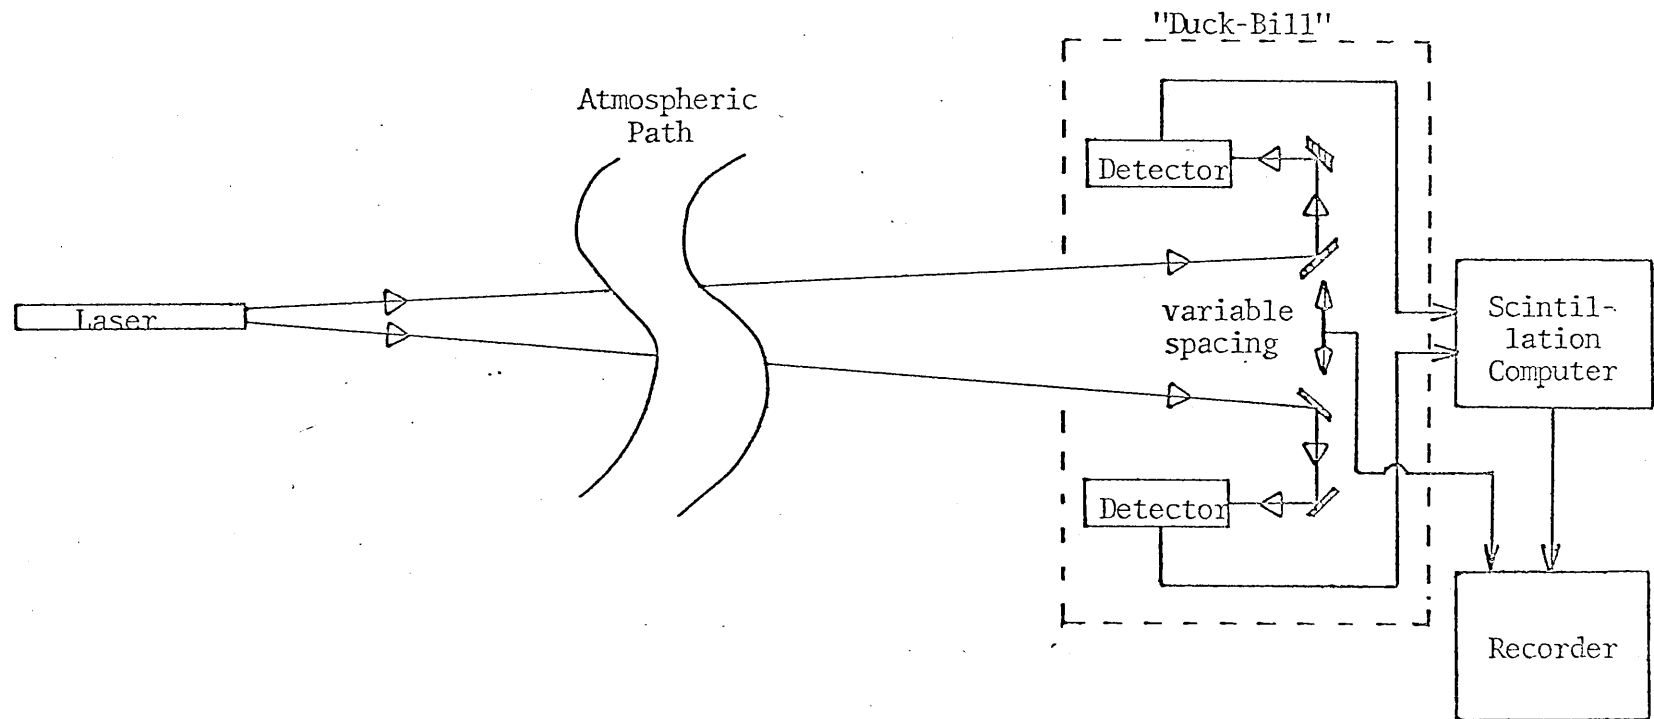 "Duck-Bill"
Atmospheric
Path
Detector
Laser
variable
spacing
Scintil-
lation
Computer
Detector
Recorder